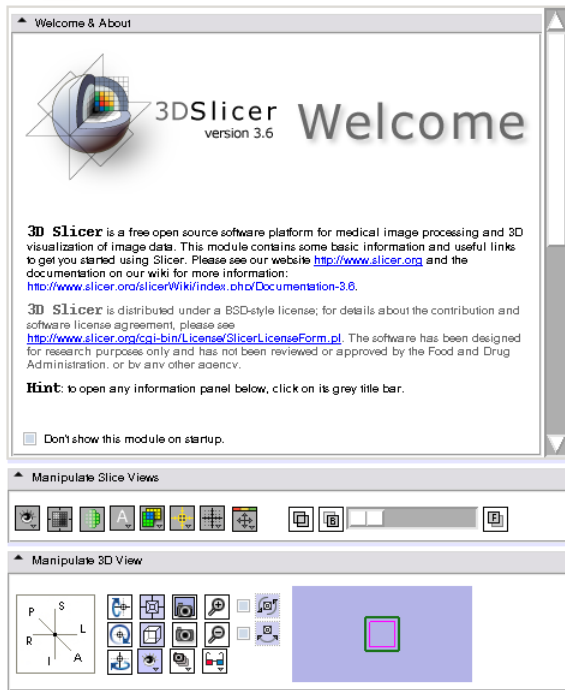 Welcome & About
3DSlicer
version 3.6
Welcome
3D Slicer is a free open source software platform for medical image processing and 3D
visualization of image data. This module contains some basic information and useful links
to get you started using Slicer. Please see our website http://www.slicer.org and the
documentation on our wiki for more information:
http://www.slicer.org/slicerWiki/index.php/Documentation-3.6.
3D Slicer is distributed under a BSD-style license; for details about the contribution and
software license agreement, please see
http://www.slicer.org/cgi-bin/License/SlicerLicenseForm.pl. The software has been designed
for research purposes only and has not been reviewed or approved by the Food and Drug
Administration, or by any other agency.
Hint: to open any information panel below, click on its grey title bar.
Don't show this module on startup.
Manipulate Slice Views
A
B
F
Manipulate 3D View
P S
R L
I A